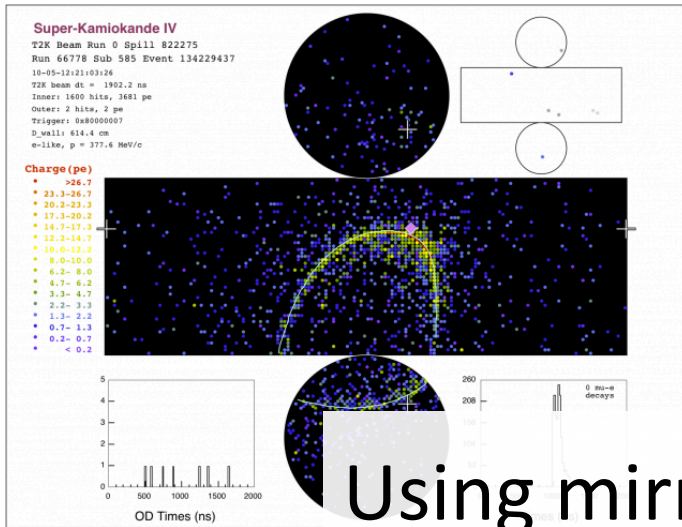 Super-Kamiokande IV
T2K Beam Run 0 Spill 822275
Run 66778 Sub 585 Event 134229437
10-05-12:21:03:26
T2K beam dt = 1902.2 ns
Inner: 1600 hits, 3681 pe
Outer: 2 hits, 2 pe
Trigger: 0x80000007
D_wall: 614.4 cm
e-like, p = 377.6 MeV/c
Charge(pe)
>26.7
23.3-26.7
20.2-23.3
17.3-20.2
14.7-17.3
12.2-14.7
10.0-12.2
8.0-10.0
6.2- 8.0
4.7- 6.2
3.3- 4.7
2.2- 3.3
1.3- 2.2
0.7- 1.3
0.2- 0.7
< 0.2
5
4
3
2
1
0
0 500 1000 1500 2000
OD Times (ns)
260
208
0 mu-e
decays
Using mir